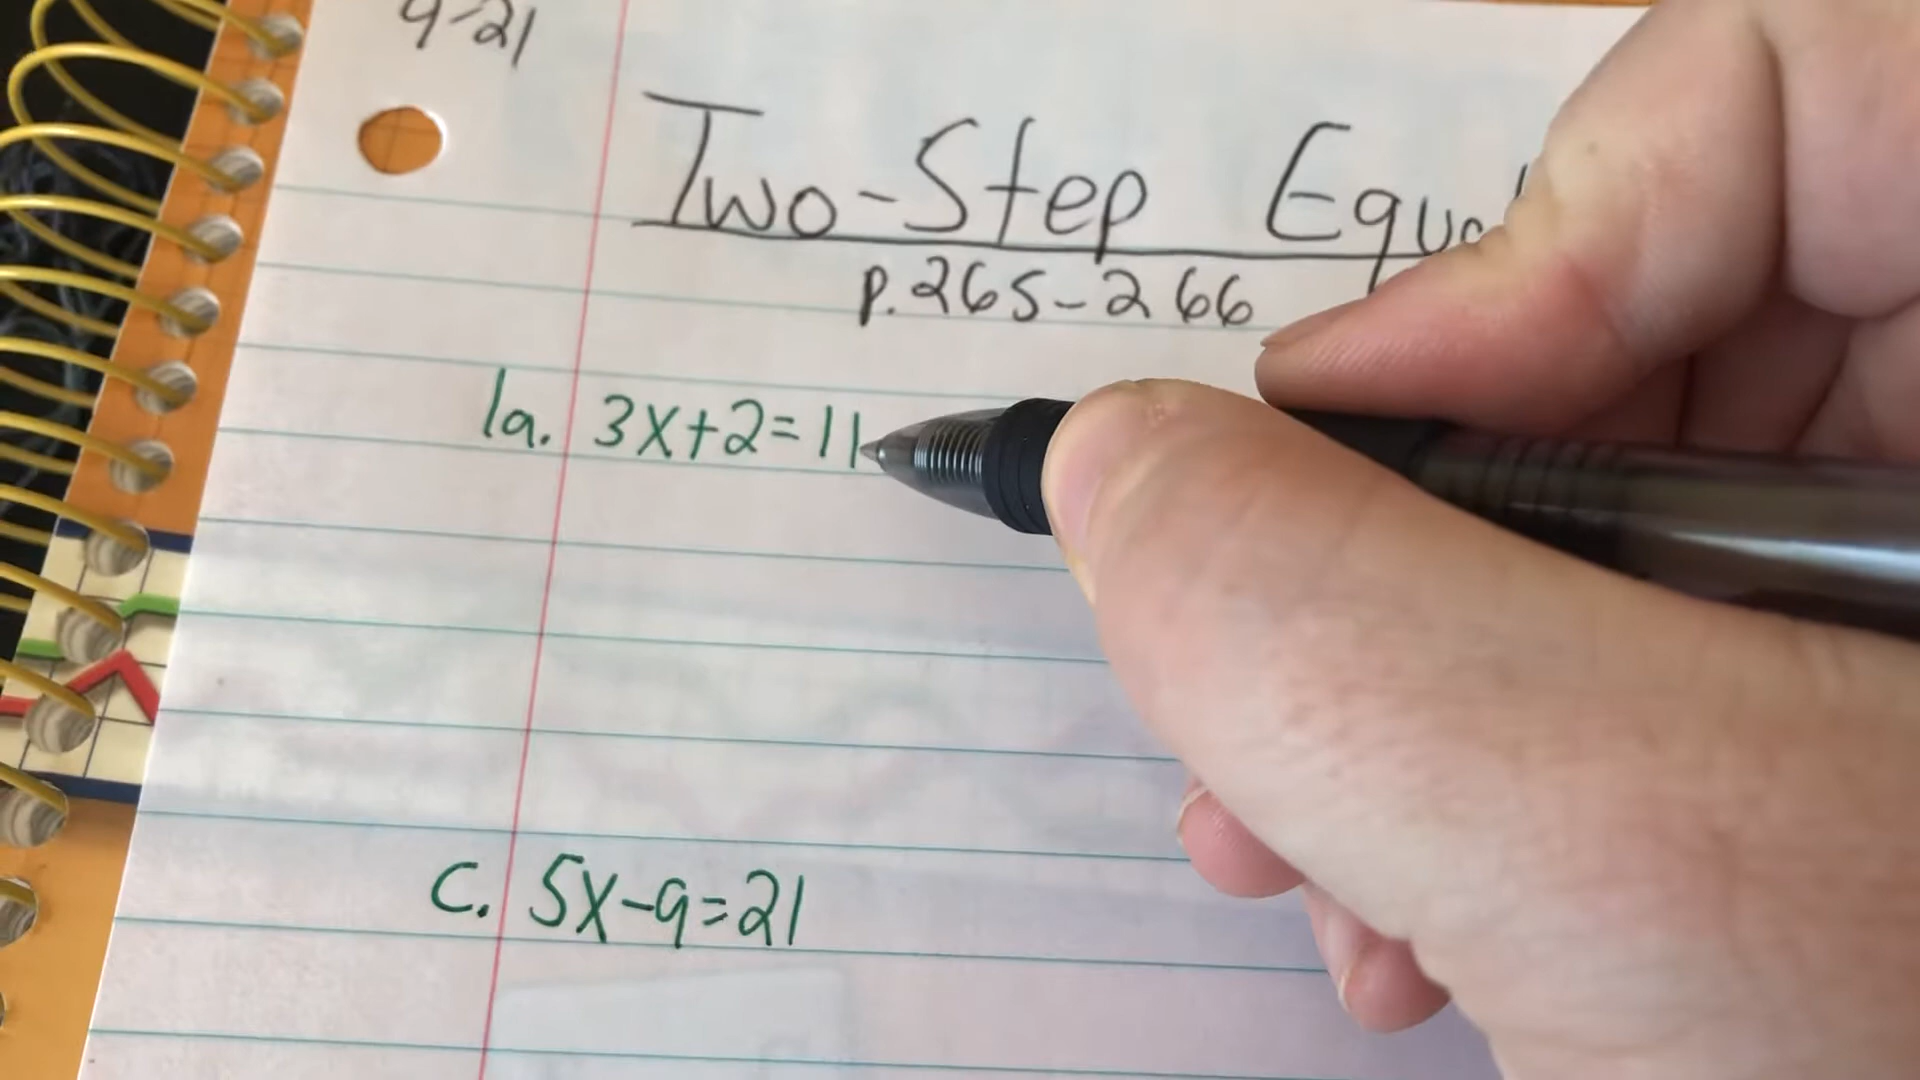 9-21
Two-Step
p.265-266
1a. 3x+2=11
c. 5x-9=21